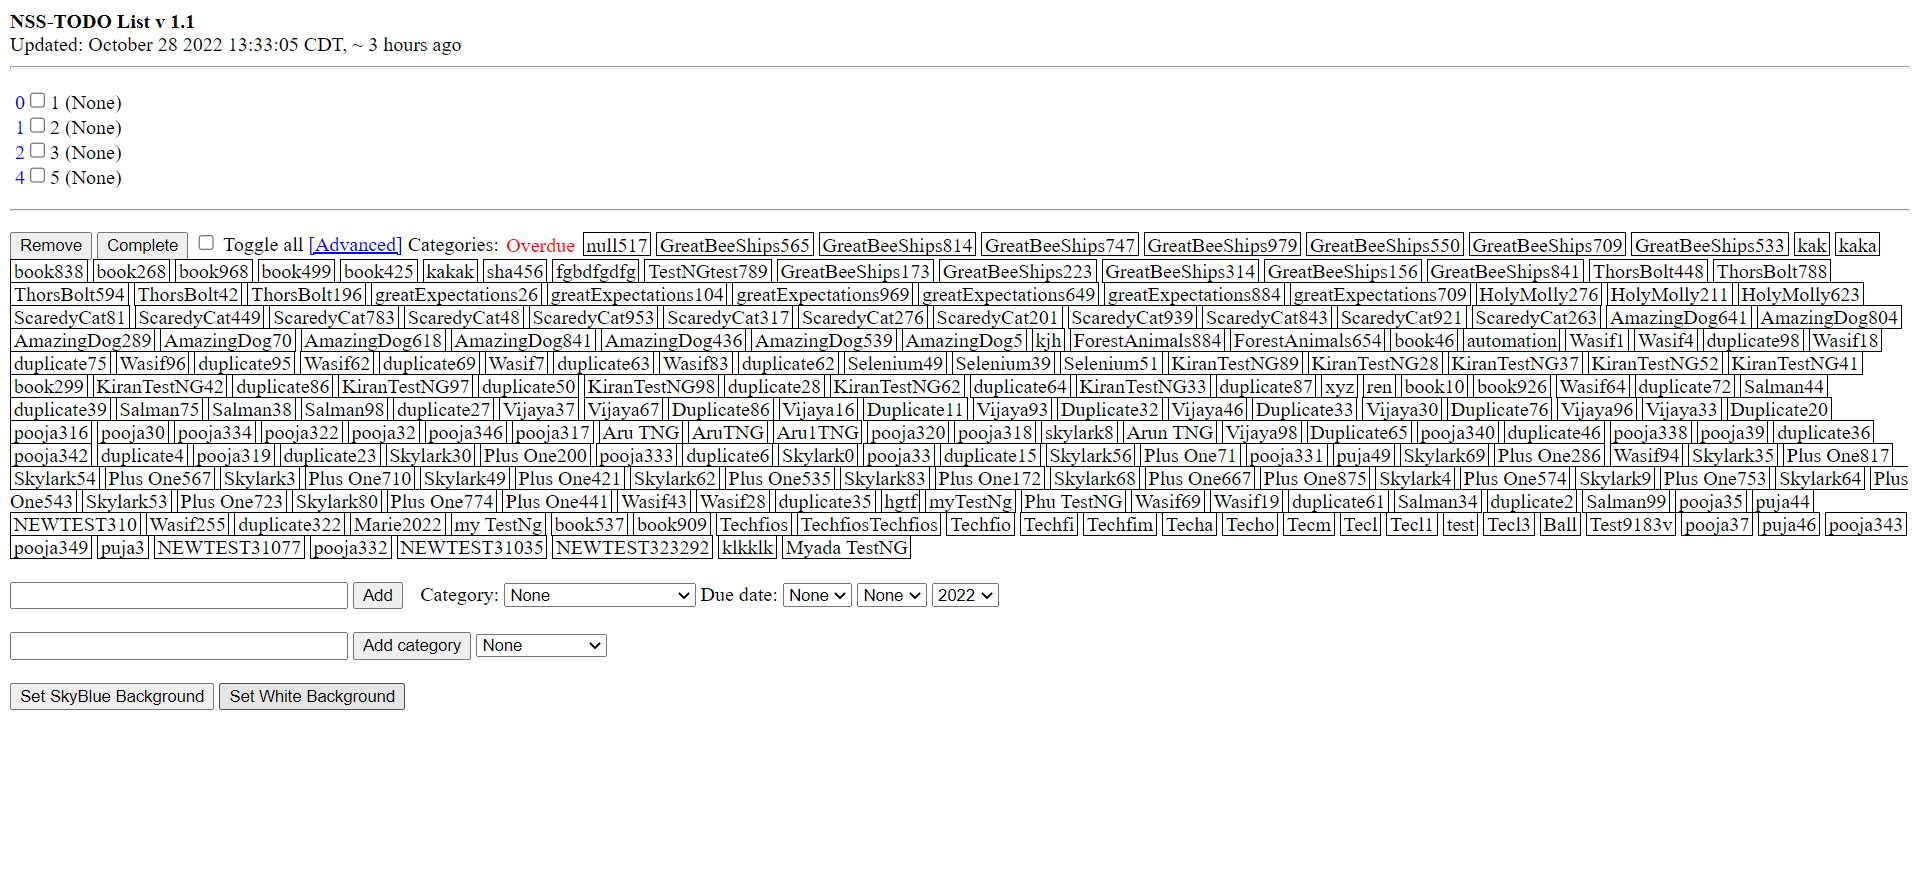 NSS-TODO List v 1.1
Updated: October 28 2022 13:33:05 CDT, ~ 3 hours ago
0 1 (None)
1 2 (None)
2 3 (None)
4 5 (None)
Remove Complete Toggle all [Advanced] Categories: Overdue null517 GreatBeeShips565 GreatBeeShips814 GreatBeeShips747 GreatBeeShips979 GreatBeeShips550 GreatBeeShips709 GreatBeeShips533 kak kaka
book838 book268 book968 book499 book425 kakak sha456 fgbdfgdfg TestNGtest789 GreatBeeShips173 GreatBeeShips223 GreatBeeShips314 GreatBeeShips156 GreatBeeShips841 ThorsBolt448 ThorsBolt788
ThorsBolt594 ThorsBolt42 ThorsBolt196 greatExpectations26 greatExpectations104 greatExpectations969 greatExpectations649 greatExpectations884 greatExpectations709 HolyMolly276 HolyMolly211 HolyMolly623
ScaredyCat81 ScaredyCat449 ScaredyCat783 ScaredyCat48 ScaredyCat953 ScaredyCat317 ScaredyCat276 ScaredyCat201 ScaredyCat939 ScaredyCat843 ScaredyCat921 ScaredyCat263 AmazingDog641 AmazingDog804
AmazingDog289 AmazingDog70 AmazingDog618 AmazingDog841 AmazingDog436 AmazingDog539 AmazingDog5 kjh ForestAnimals884 ForestAnimals654 book46 automation Wasif1 Wasif4 duplicate98 Wasif18
duplicate75 Wasif96 duplicate95 Wasif62 duplicate69 Wasif7 duplicate63 Wasif83 duplicate62 Selenium49 Selenium39 Selenium51 KiranTestNG89 KiranTestNG28 KiranTestNG37 KiranTestNG52 KiranTestNG41
book299 KiranTestNG42 duplicate86 KiranTestNG97 duplicate50 KiranTestNG98 duplicate28 KiranTestNG62 duplicate64 KiranTestNG33 duplicate87 xyz ren book10 book926 Wasif64 duplicate72 Salman44
duplicate39 Salman75 Salman38 Salman98 duplicate27 Vijaya37 Vijaya67 Duplicate86 Vijaya16 Duplicate11 Vijaya93 Duplicate32 Vijaya46 Duplicate33 Vijaya30 Duplicate76 Vijaya96 Vijaya33 Duplicate20
pooja316 pooja30 pooja334 pooja322 pooja32 pooja346 pooja317 Aru TNG AruTNG Aru1TNG pooja320 pooja318 skylark8 Arun TNG Vijaya98 Duplicate65 pooja340 duplicate46 pooja338 pooja39 duplicate36
pooja342 duplicate4 pooja319 duplicate23 Skylark30 Plus One200 pooja333 duplicate6 Skylark0 pooja33 duplicate15 Skylark56 Plus One71 pooja331 puja49 Skylark69 Plus One286 Wasif94 Skylark35 Plus One817
Skylark54 Plus One567 Skylark3 Plus One710 Skylark49 Plus One421 Skylark62 Plus One535 Skylark83 Plus One172 Skylark68 Plus One667 Plus One875 Skylark4 Plus One574 Skylark9 Plus One753 Skylark64 Plus
One543 Skylark53 Plus One723 Skylark80 Plus One774 Plus One441 Wasif43 Wasif28 duplicate35 hgtf myTestNg Phu TestNG Wasif69 Wasif19 duplicate61 Salman34 duplicate2 Salman99 pooja35 puja44
NEWTEST310 Wasif255 duplicate322 Marie2022 my TestNg book537 book909 Techfios TechfiosTechfios Techfio Techfi Techfim Techa Techo Tecm Tecl Tecl1 test Tecl3 Ball Test9183v pooja37 puja46 pooja343
pooja349 puja3 NEWTEST31077 pooja332 NEWTEST31035 NEWTEST323292 klkklk Myada TestNG
Add Category: None Due date: None None 2022
Add category None
Set SkyBlue Background Set White Background